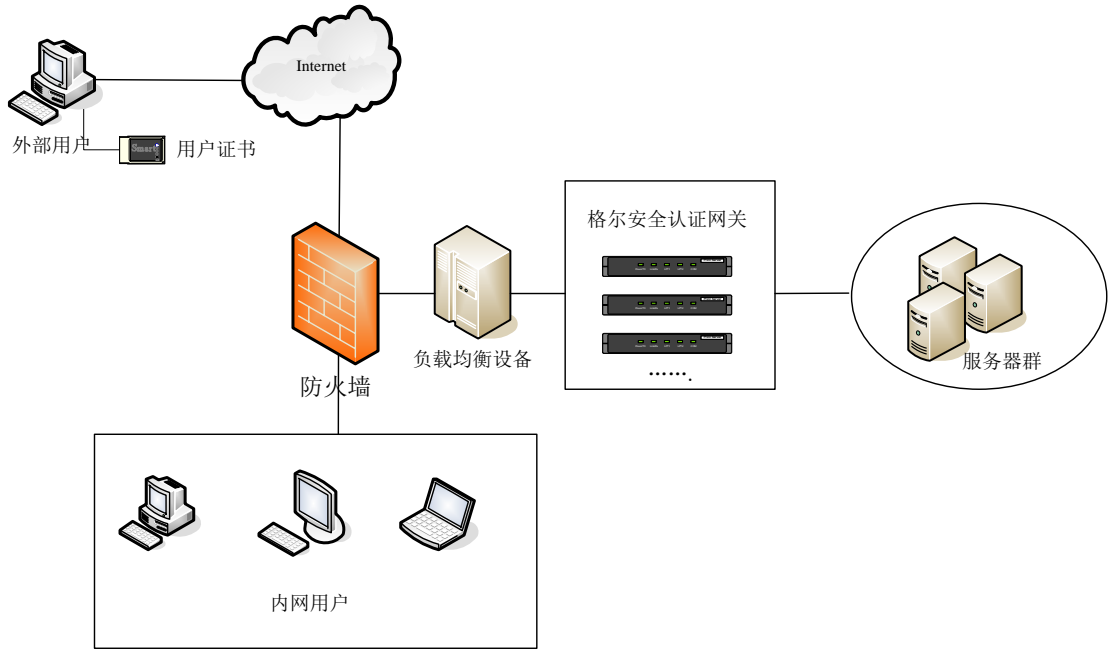 Internet
外部用户
Smart
用户证书
格尔安全认证网关
负载均衡设备
防火墙
服务器群
…….
内网用户